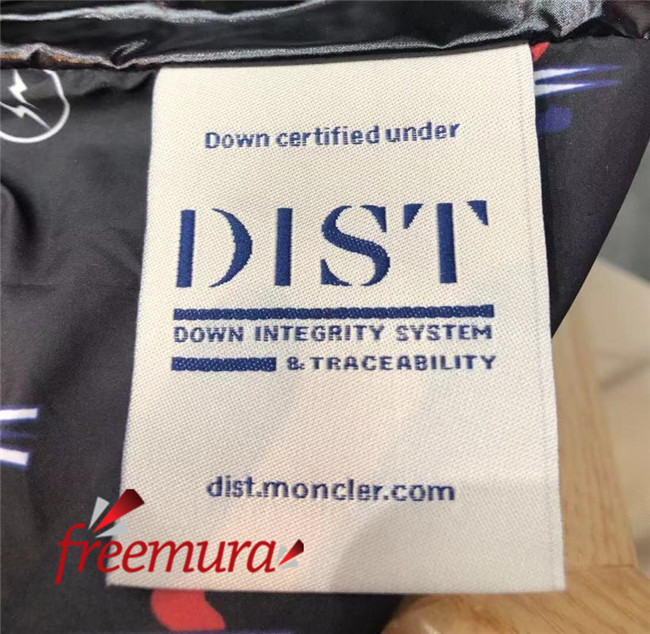 Down certified under
DIST
DOWN INTEGRITY SYSTEM
& TRACEABILITY
dist.moncler.com
freemura